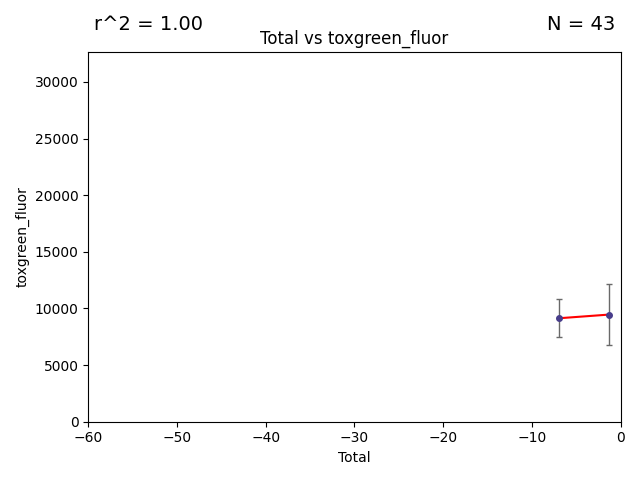 r^2 = 1.00
N = 43
Total vs toxgreen_fluor
30000
25000
20000
15000
10000
5000
0
toxgreen_fluor
−60
−50
−40
−30
−20
−10
0
Total